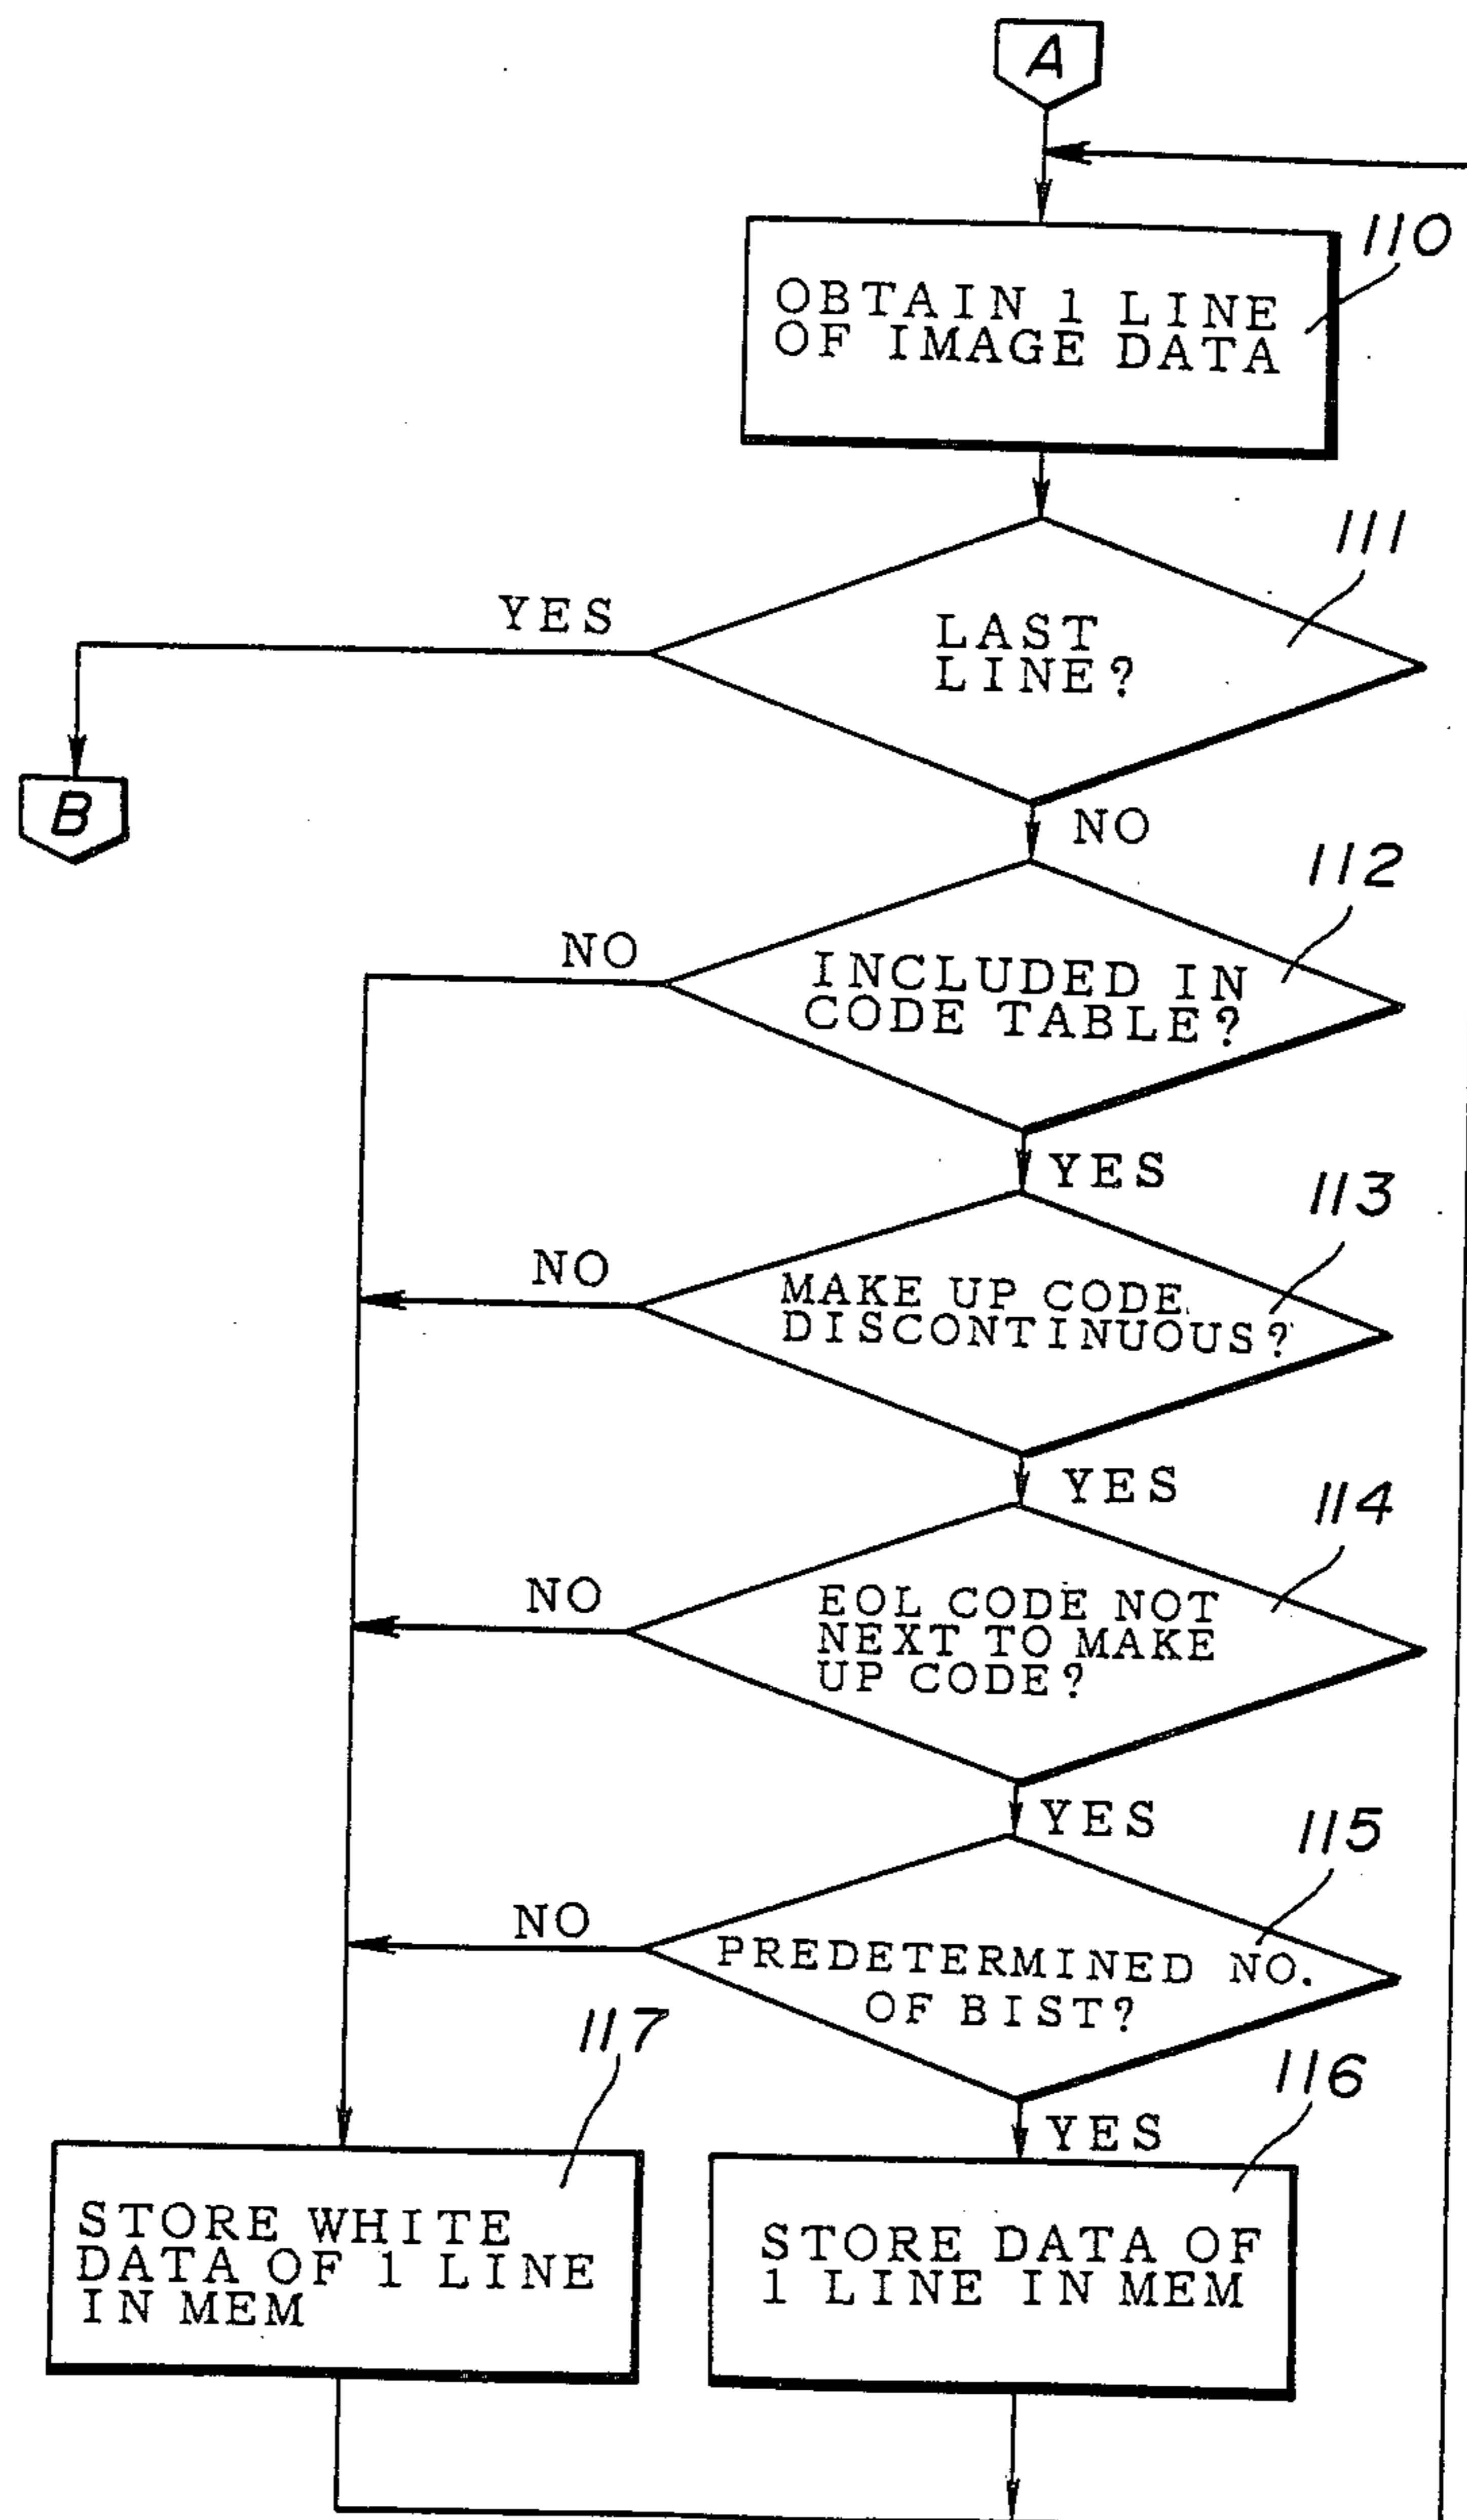 A
110
OBTAIN 1 LINE
OF IMAGE DATA
111
YES
LAST
LINE?
B
NO
112
NO
INCLUDED IN
CODE TABLE?
YES
113
NO
MAKE UP CODE
DISCONTINUOUS?
YES
114
NO
EOL CODE NOT
NEXT TO MAKE
UP CODE?
YES
115
NO
PREDETERMINED NO.
OF BIST?
117
116
YES
STORE WHITE
DATA OF 1 LINE
IN MEM
STORE DATA OF
1 LINE IN MEM